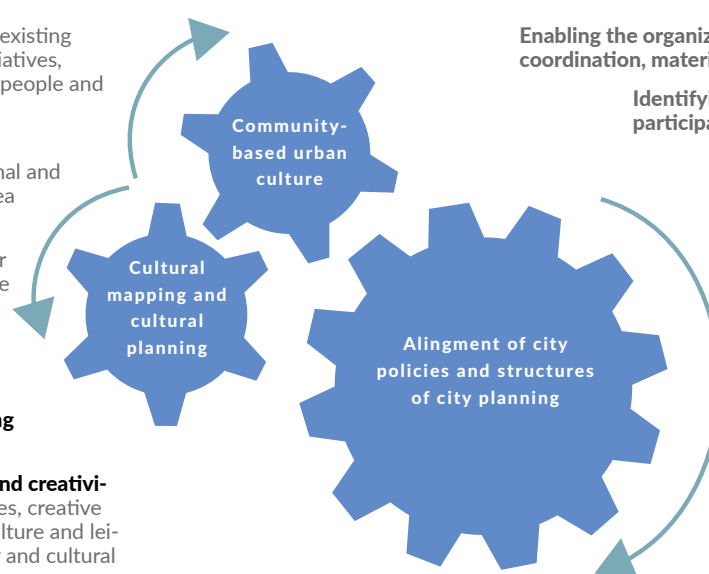 existing
iatives,
people and
nal and
ea
r
e
ng
nd creativi-
es, creative
lture and lei-
and cultural
Community-
based urban
culture
Cultural
mapping and
cultural
planning
Alingment of city
policies and structures
of city planning
Enabling the organiz
coordination, materi
Identifyi
participa